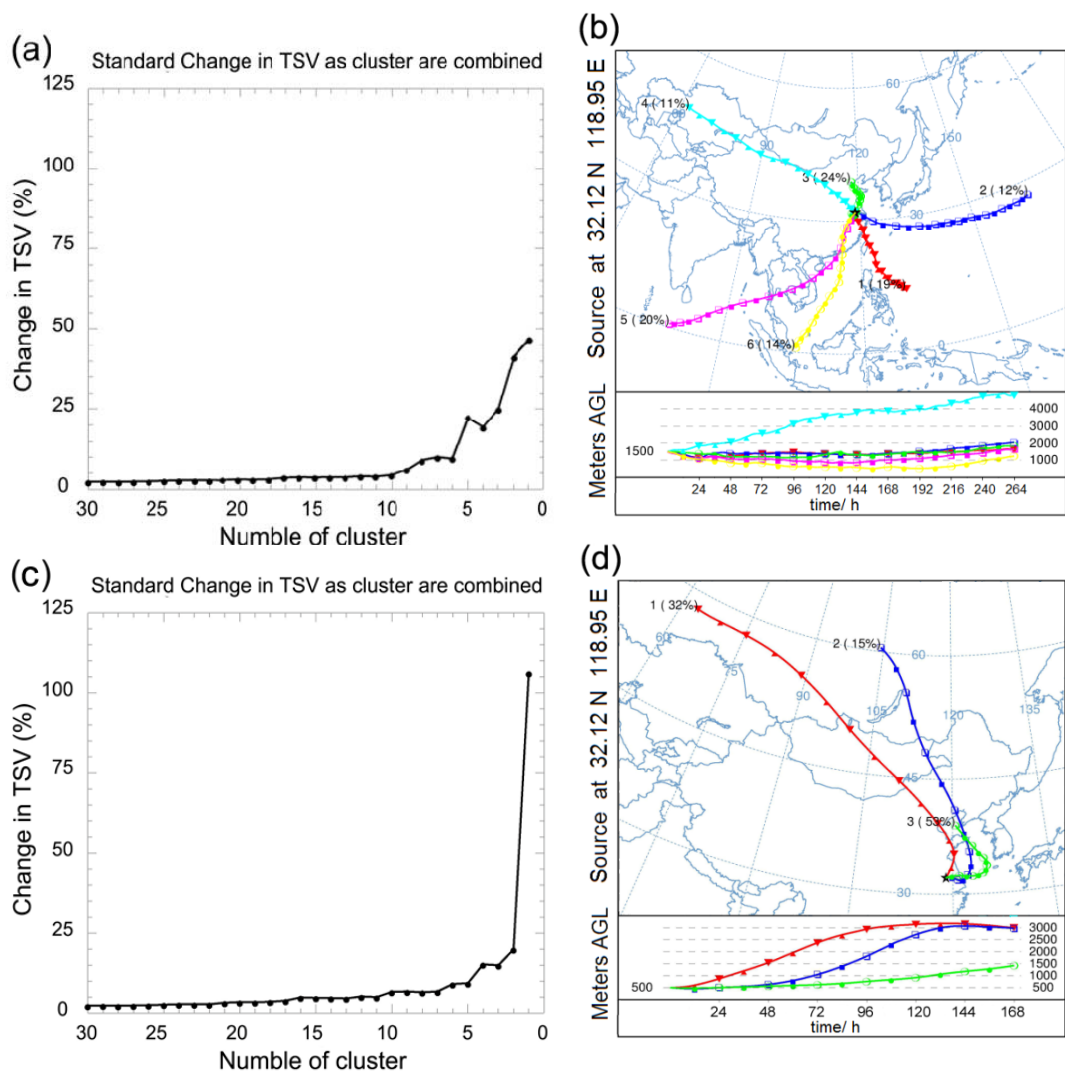 (a)
Standard Change in TSV as cluster are combined
125
100
75
50
25
0
Change in TSV (%)
30 25 20 15 10 5 0
Numble of cluster
(b)
Source at 32.12 N 118.95 E
4 ( 11%)
60
90
120
150
3 ( 24%)
2 ( 12%)
30
1 ( 19%)
5 ( 20%)
6 ( 14%)
0
Meters AGL
1500
4000
3000
2000
1000
24 48 72 96 120 144 168 192 216 240 264
time/ h
(c)
Standard Change in TSV as cluster are combined
125
100
75
50
25
0
Change in TSV (%)
30 25 20 15 10 5 0
Numble of cluster
(d)
Source at 32.12 N 118.95 E
1 ( 32%)
2 ( 15%)
60
60
75
90
105
120
135
45
3 ( 53%)
30
Meters AGL
500
3000
2500
2000
1500
1000
500
24 48 72 96 120 144 168
time/ h